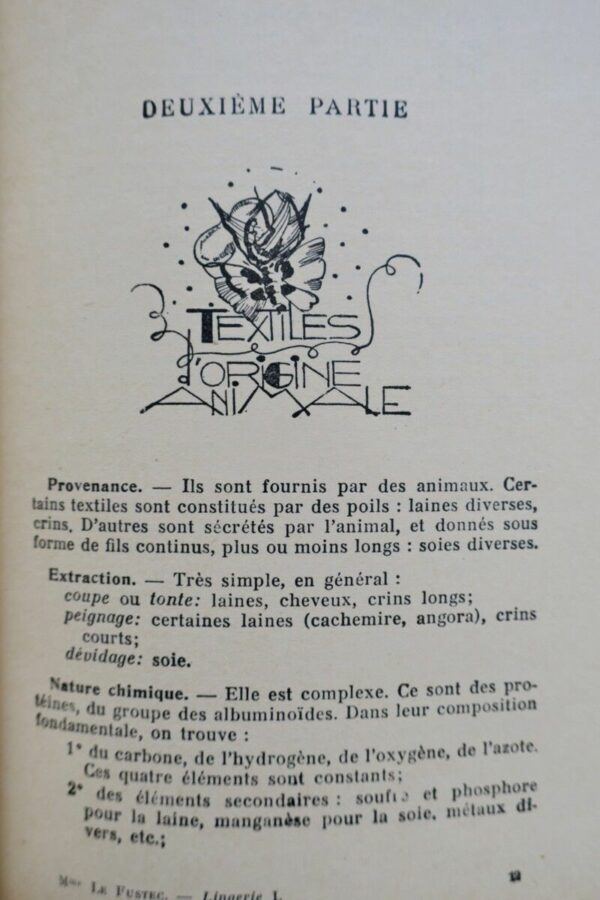 DEUXIÈME PARTIE
TEXTILES
d'ORIGINE
ANIMALE
Provenance. — Ils sont fournis par des animaux. Cer-
tains textiles sont constitués par des poils : laines diverses,
crins. D'autres sont sécrétés par l'animal, et donnés sous
forme de fils continus, plus ou moins longs : soies diverses.
Extraction. — Très simple, en général :
coupe ou tonte: laines, cheveux, crins longs;
peignage: certaines laines (cachemire, angora), crins
courts;
dévidage: soie.
Nature chimique. — Elle est complexe. Ce sont des pro-
téines, du groupe des albuminoïdes. Dans leur composition
fondamentale, on trouve :
1° du carbone, de l'hydrogène, de l'oxygène, de l'azote.
Ces quatre éléments sont constants;
2° des éléments secondaires : soufre et phosphore
pour la laine, manganèse pour la soie, métaux di-
vers, etc.;
12
Mme LE FUSTEC. — Lingerie I.